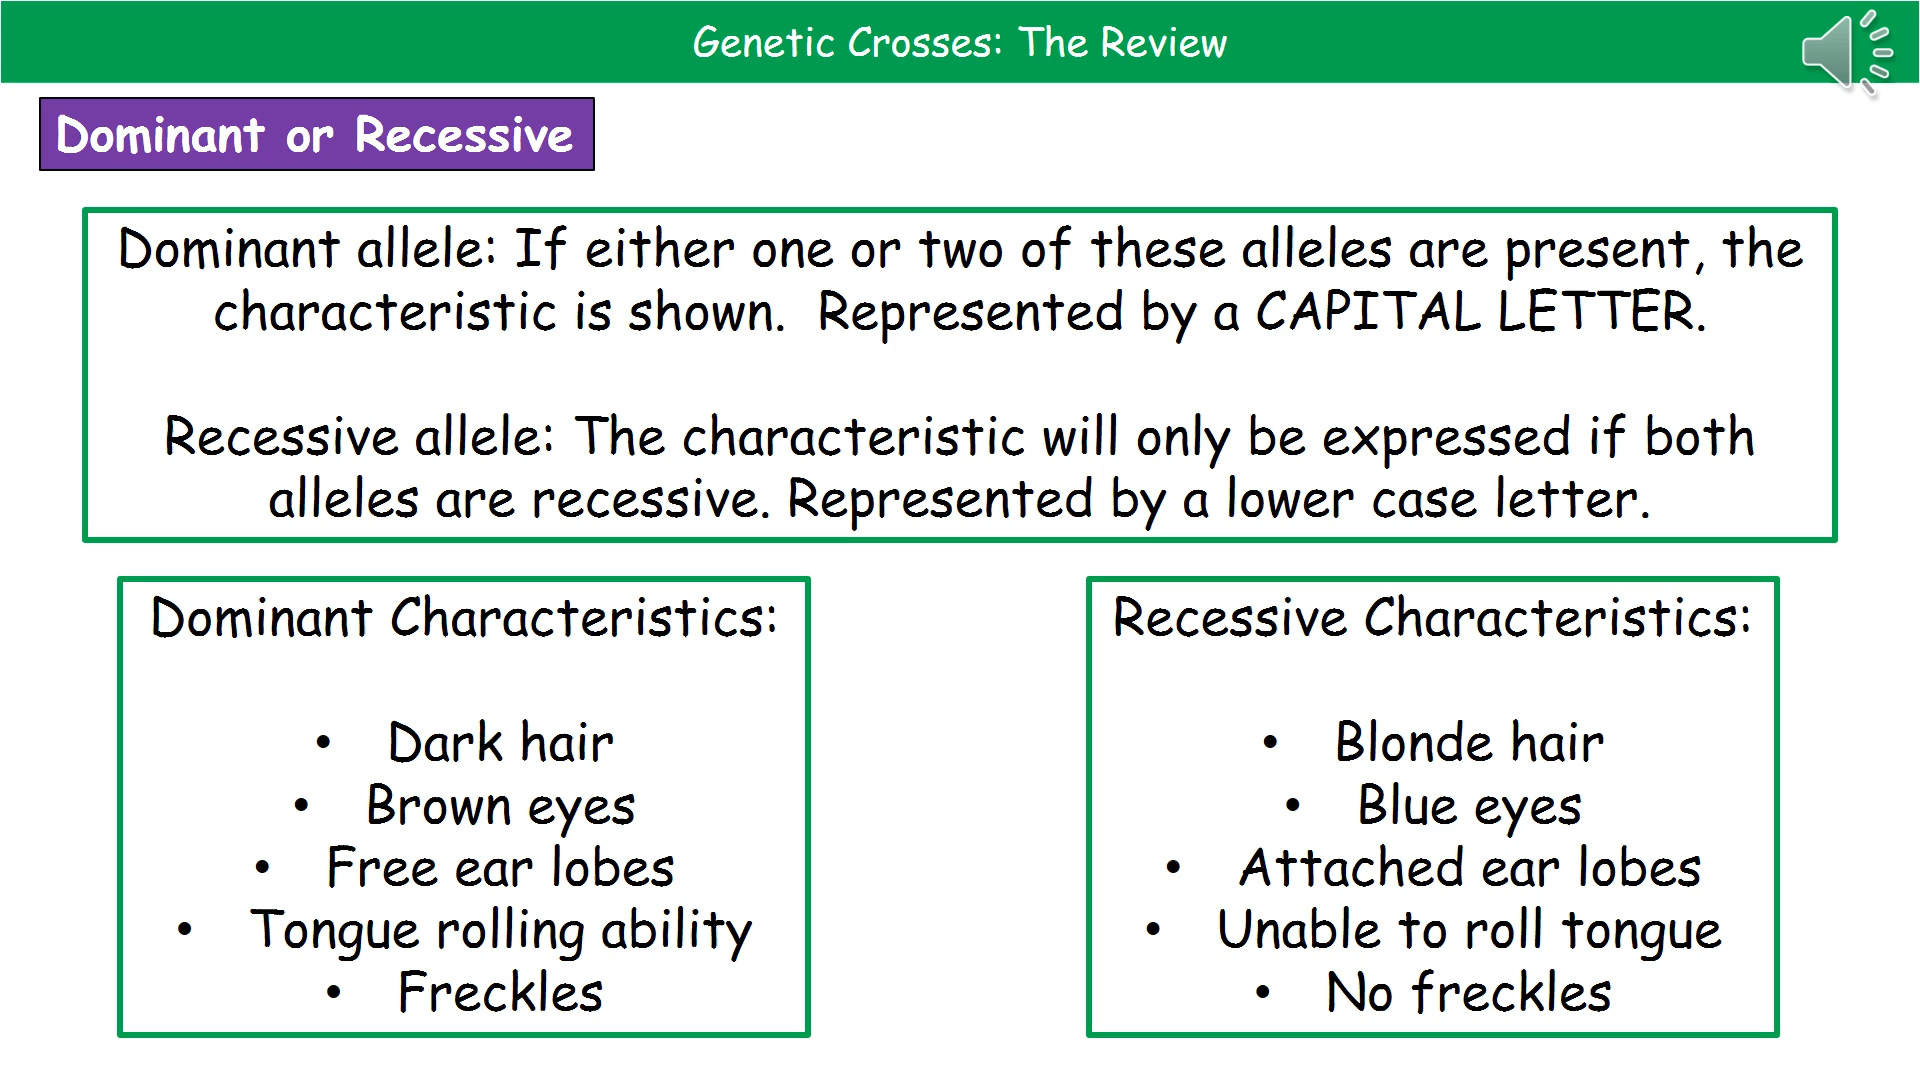 Genetic Crosses: The Review
Dominant or Recessive
Dominant allele: If either one or two of these alleles are present, the
characteristic is shown.  Represented by a CAPITAL LETTER.
Recessive allele: The characteristic will only be expressed if both
alleles are recessive. Represented by a lower case letter.
Dominant Characteristics:
• Dark hair
• Brown eyes
• Free ear lobes
• Tongue rolling ability
• Freckles
Recessive Characteristics:
• Blonde hair
• Blue eyes
• Attached ear lobes
• Unable to roll tongue
• No freckles